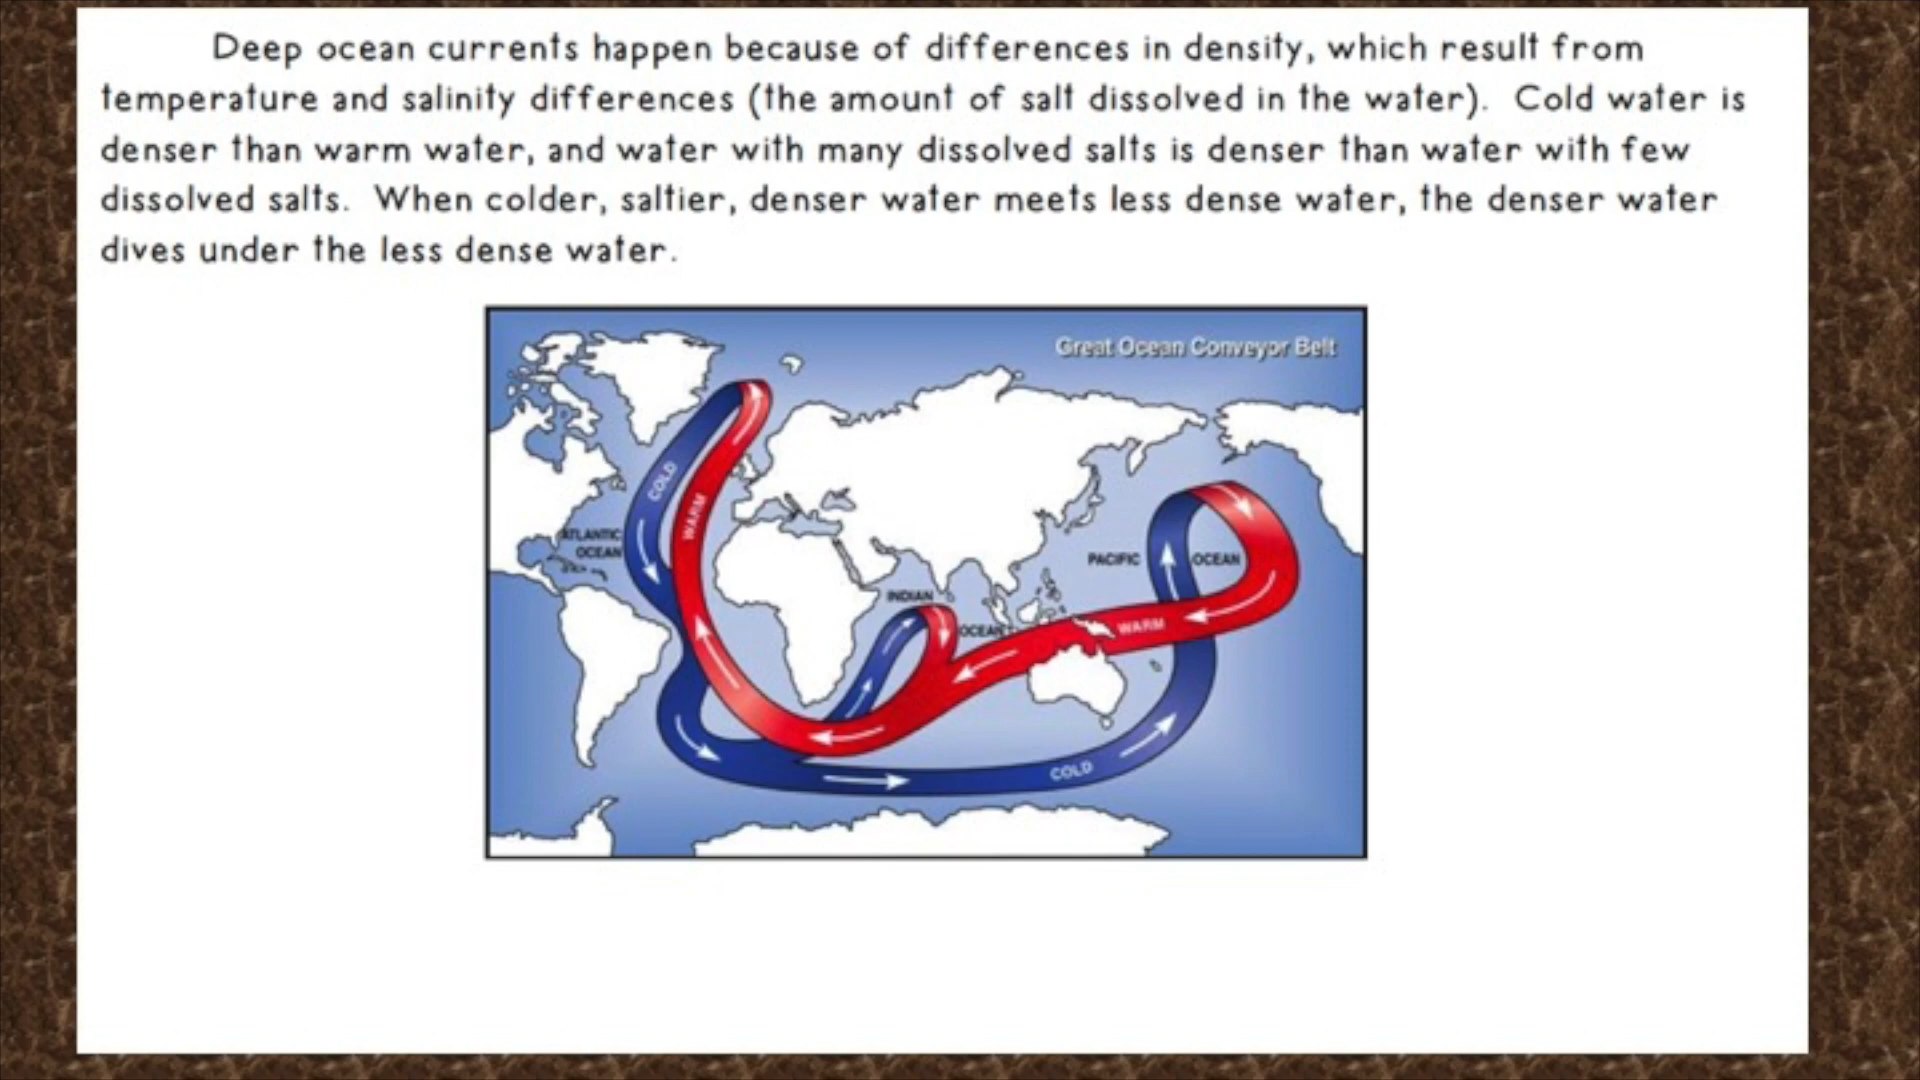 Deep ocean currents happen because of differences in density, which result from
temperature and salinity differences (the amount of salt dissolved in the water). Cold water is
denser than warm water, and water with many dissolved salts is denser than water with few
dissolved salts. When colder, saltier, denser water meets less dense water, the denser water
dives under the less dense water.
Great Ocean Conveyor Belt
COLD
WARM
ATLANTIC
OCEAN
PACIFIC OCEAN
INDIAN
OCEAN
WARM
COLD